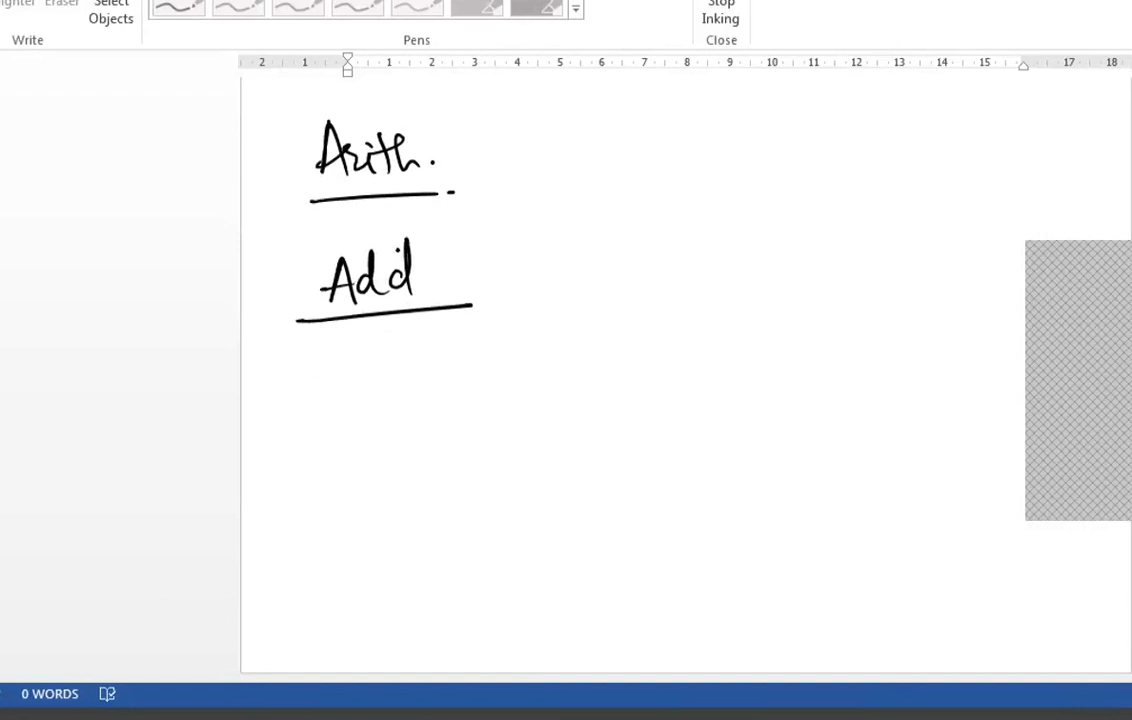 Eraser
Select
Objects
Stop
Inking
Write
Pens
Close
2 1 1 2 3 4 5 6 7 8 9 10 11 12 13 14 15 17 18
Arith.
Add
0 WORDS